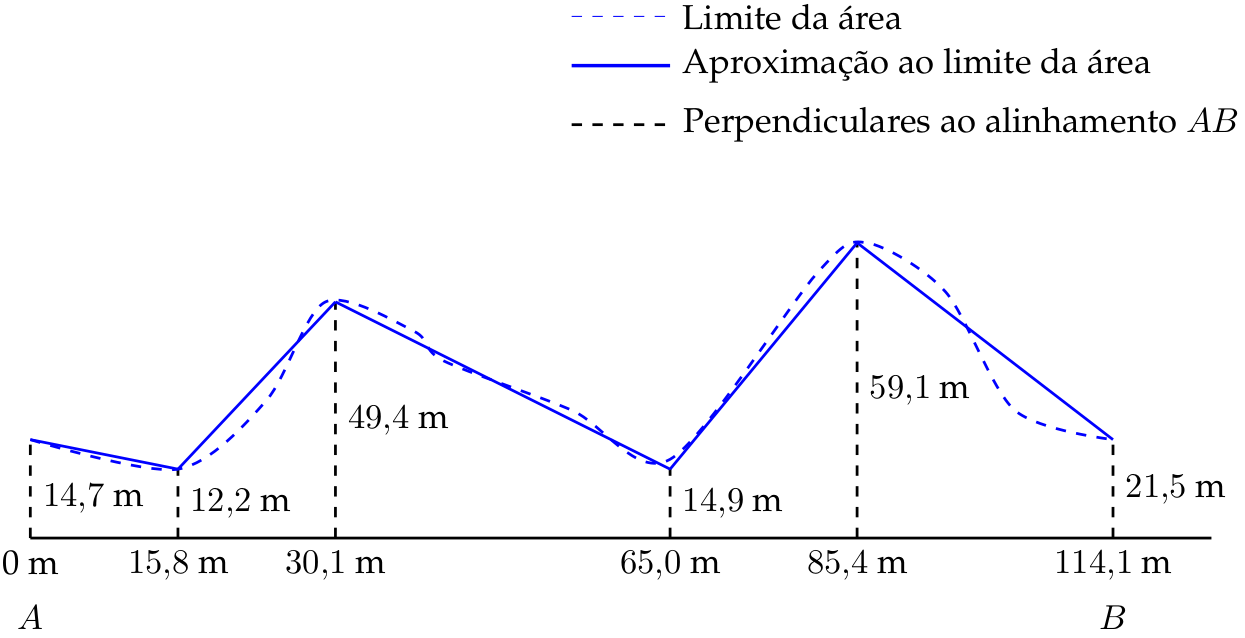 Limite da área
Aproximação ao limite da área
Perpendiculares ao alinhamento AB
59,1 m
49,4 m
14,7 m
12,2 m
14,9 m
21,5 m
0 m 15,8 m 30,1 m 65,0 m 85,4 m 114,1 m
A B